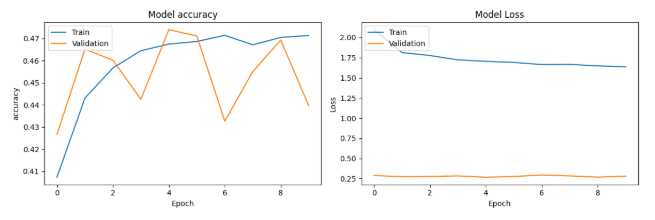 Model accuracy
Train
Validation
0.47
0.46
0.45
0.44
0.43
0.42
0.41
accuracy
0 2 4 6 8
Epoch
Model Loss
Train
Validation
2.00
1.75
1.50
1.25
1.00
0.75
0.50
0.25
Loss
0 2 4 6 8
Epoch